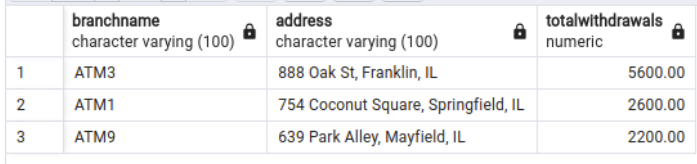 branchname address totalwithdrawals
character varying (100) character varying (100) numeric
1 ATM3 888 Oak St, Franklin, IL 5600.00
2 ATM1 754 Coconut Square, Springfield, IL 2600.00
3 ATM9 639 Park Alley, Mayfield, IL 2200.00